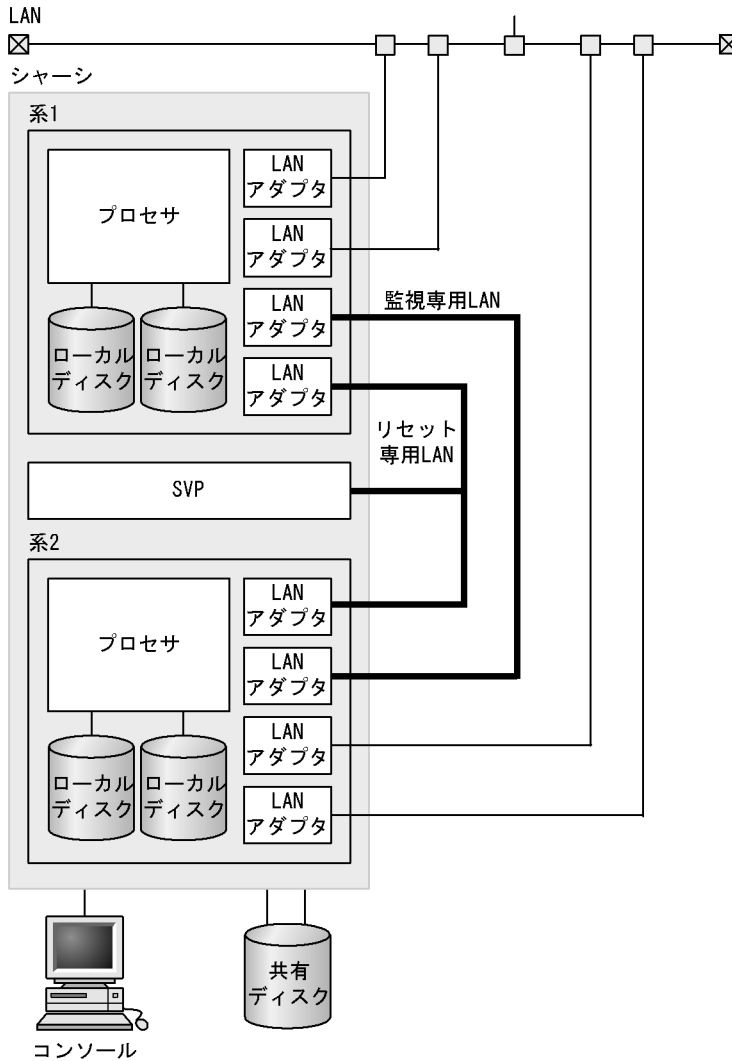 LAN
シャーシ
系1
プロセサ
LAN
アダプタ
LAN
アダプタ
LAN
アダプタ
LAN
アダプタ
ローカル
ディスク
ローカル
ディスク
監視専用LAN
リセット
専用LAN
SVP
系2
プロセサ
LAN
アダプタ
LAN
アダプタ
LAN
アダプタ
LAN
アダプタ
ローカル
ディスク
ローカル
ディスク
コンソール
共有
ディスク